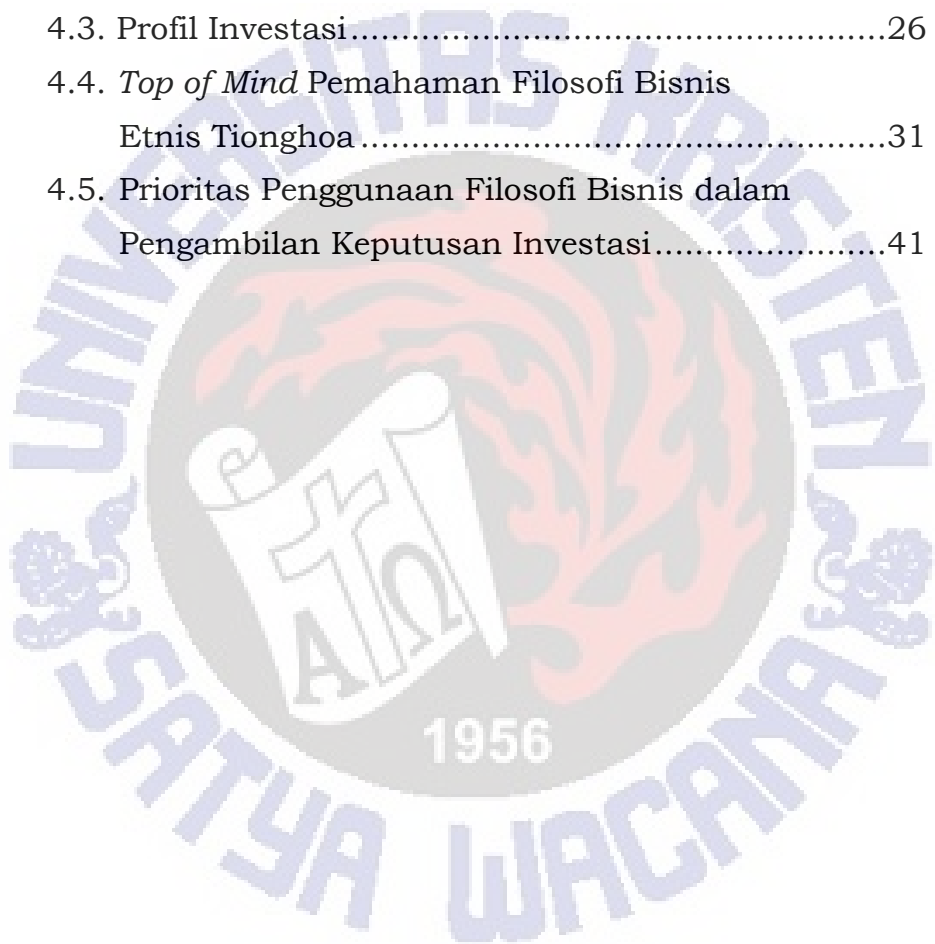 4.3. Profil Investasi.....................................................26
4.4. Top of Mind Pemahaman Filosofi Bisnis
Etnis Tionghoa....................................................31
4.5. Prioritas Penggunaan Filosofi Bisnis dalam
Pengambilan Keputusan Investasi.......................41
UNIVERSITAS KRISTEN
Α Ω
1956
SATYA WACANA